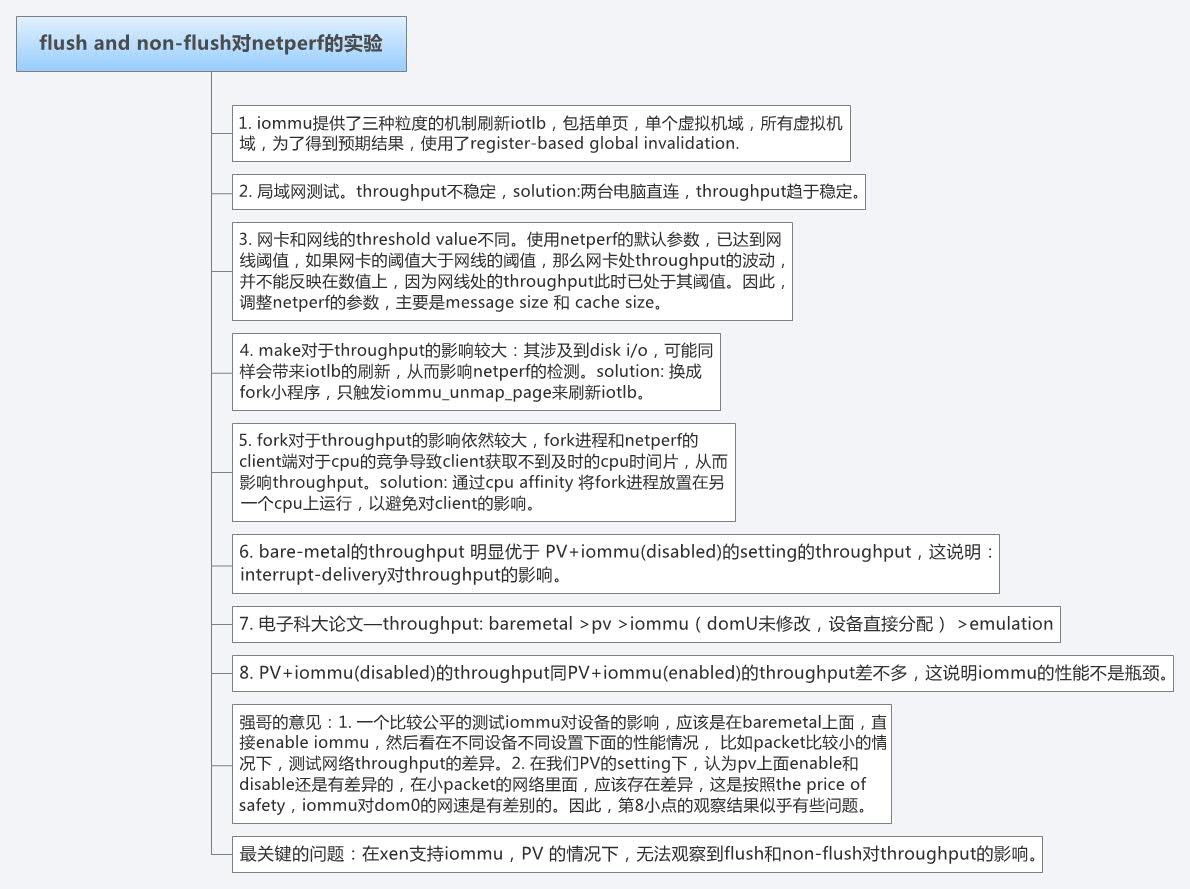 flush and non-flush对netperf的实验
1. iommu提供了三种粒度的机制刷新iotlb，包括单页，单个虚拟机域，所有虚拟机
域，为了得到预期结果，使用了register-based global invalidation.
2. 局域网测试。throughput不稳定，solution:两台电脑直连，throughput趋于稳定。
3. 网卡和网线的threshold value不同。使用netperf的默认参数，已达到网
线阈值，如果网卡的阈值大于网线的阈值，那么网卡处throughput的波动，
并不能反映在数值上，因为网线处的throughput此时已处于其阈值。因此，
调整netperf的参数，主要是message size 和 cache size。
4. make对于throughput的影响较大：其涉及到disk i/o，可能同
样会带来iotlb的刷新，从而影响netperf的检测。solution: 换成
fork小程序，只触发iommu_unmap_page来刷新iotlb。
5. fork对于throughput的影响依然较大，fork进程和netperf的
client端对于cpu的竞争导致client获取不到及时的cpu时间片，从而
影响throughput。solution: 通过cpu affinity 将fork进程放置在另
一个cpu上运行，以避免对client的影响。
6. bare-metal的throughput 明显优于 PV+iommu(disabled)的setting的throughput，这说明：
interrupt-delivery对throughput的影响。
7. 电子科大论文—throughput: baremetal >pv >iommu（domU未修改，设备直接分配 ）>emulation
8. PV+iommu(disabled)的throughput同PV+iommu(enabled)的throughput差不多，这说明iommu的性能不是瓶颈。
强哥的意见：1. 一个比较公平的测试iommu对设备的影响，应该是在baremetal上面，直
接enable iommu，然后看在不同设备不同设置下面的性能情况， 比如packet比较小的情
况下，测试网络throughput的差异。2. 在我们PV的setting下，认为pv上面enable和
disable还是有差异的，在小packet的网络里面，应该存在差异，这是按照the price of
safety，iommu对dom0的网速是有差别的。因此，第8小点的观察结果似乎有些问题。
最关键的问题：在xen支持iommu，PV 的情况下，无法观察到flush和non-flush对throughput的影响。